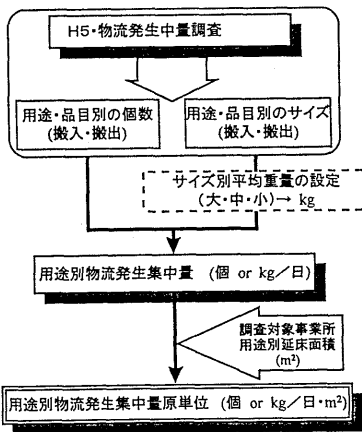 H5・物流発生中量調査
用途・品目別の個数
(搬入・搬出)
用途・品目別のサイズ
(搬入・搬出)
サイズ別平均重量の設定
(大・中・小)→ kg
用途別物流発生集中量 (個 or kg／日)
調査対象事業所
用途別延床面積
(m²)
用途別物流発生集中量原単位 (個 or kg／日・m²)